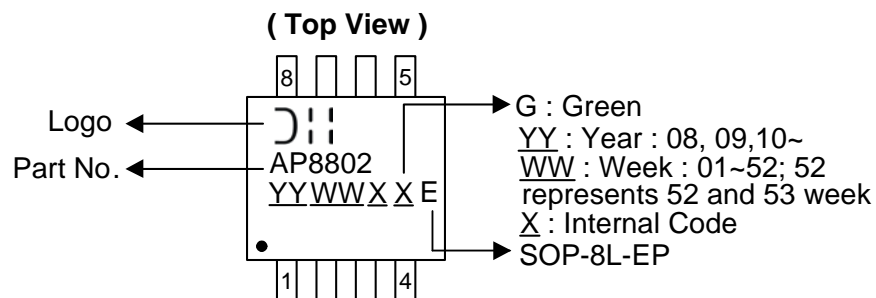 ( Top View )
8 5
Logo
Part No.
AP8802
YYWWX X E
1 4
G : Green
YY : Year : 08, 09,10~
WW : Week : 01~52; 52
represents 52 and 53 week
X : Internal Code
SOP-8L-EP